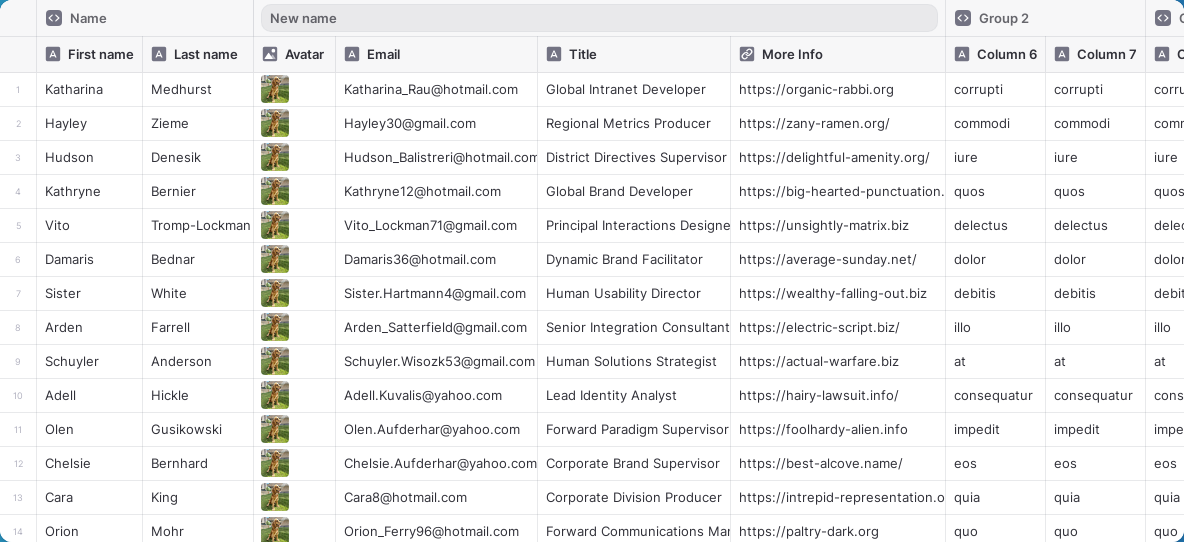 Name New name Group 2
First name Last name Avatar Email Title More Info Column 6 Column 7
1 Katharina Medhurst Katharina_Rau@hotmail.com Global Intranet Developer https://organic-rabbi.org corrupti corrupti corru
2 Hayley Zieme Hayley30@gmail.com Regional Metrics Producer https://zany-ramen.org/ commodi commodi
3 Hudson Denesik Hudson_Balistreri@hotmail.com District Directives Supervisor https://delightful-amenity.org/ iure iure iure
4 Kathryne Bernier Kathryne12@hotmail.com Global Brand Developer https://big-hearted-punctuation. quos quos quos
5 Vito Tromp-Lockman Vito_Lockman71@gmail.com Principal Interactions Designe https://unsightly-matrix.biz delectus delectus delec
6 Damaris Bednar Damaris36@hotmail.com Dynamic Brand Facilitator https://average-sunday.net/ dolor dolor dolor
7 Sister White Sister.Hartmann4@gmail.com Human Usability Director https://wealthy-falling-out.biz debitis debitis debit
8 Arden Farrell Arden_Satterfield@gmail.com Senior Integration Consultant https://electric-script.biz/ illo illo illo
9 Schuyler Anderson Schuyler.Wisozk53@gmail.com Human Solutions Strategist https://actual-warfare.biz at at at
10 Adell Hickle Adell.Kuvalis@yahoo.com Lead Identity Analyst https://hairy-lawsuit.info/ consequatur consequatur cons
11 Olen Gusikowski Olen.Aufderhar@yahoo.com Forward Paradigm Supervisor https://foolhardy-alien.info impedit impedit impe
12 Chelsie Bernhard Chelsie.Aufderhar@yahoo.com Corporate Brand Supervisor https://best-alcove.name/ eos eos eos
13 Cara King Cara8@hotmail.com Corporate Division Producer https://intrepid-representation.o quia quia quia
14 Orion Mohr Orion_Ferry96@hotmail.com Forward Communications Mar https://paltry-dark.org quo quo quo